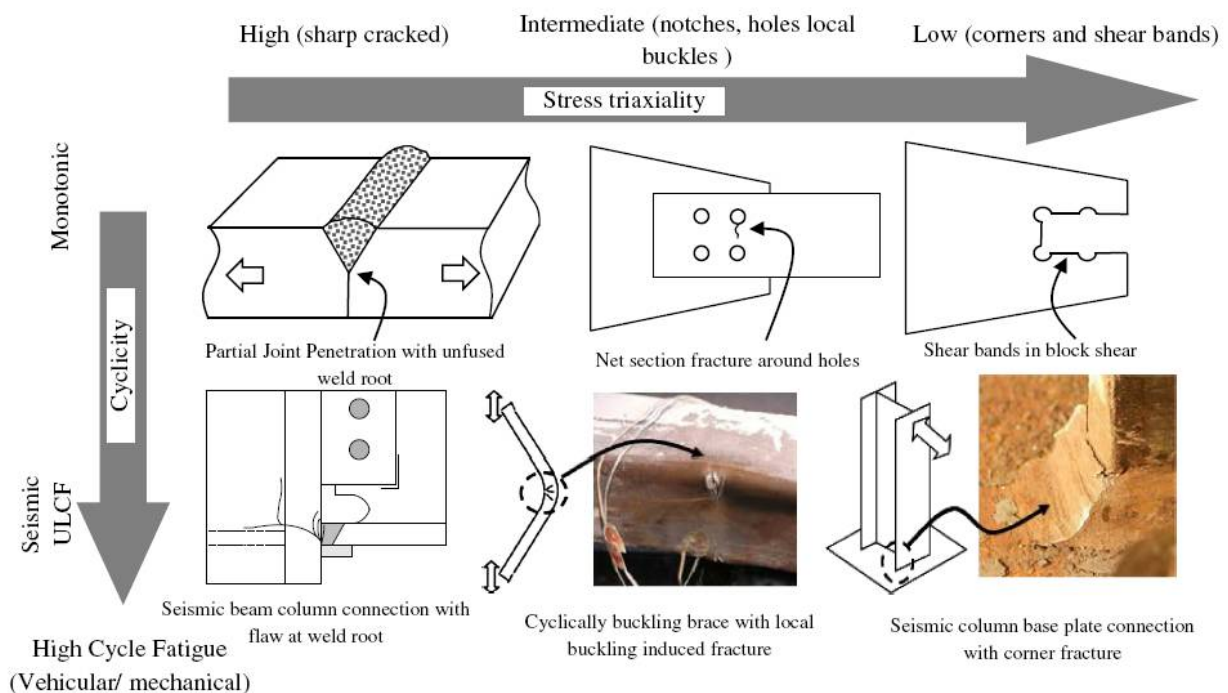 High (sharp cracked)
Intermediate (notches, holes local
buckles )
Low (corners and shear bands)
Stress triaxiality
Monotonic
Cyclicity
Seismic
ULCF
High Cycle Fatigue
(Vehicular/ mechanical)
Partial Joint Penetration with unfused
weld root
Net section fracture around holes
Shear bands in block shear
Seismic beam column connection with
flaw at weld root
Cyclically buckling brace with local
buckling induced fracture
Seismic column base plate connection
with corner fracture